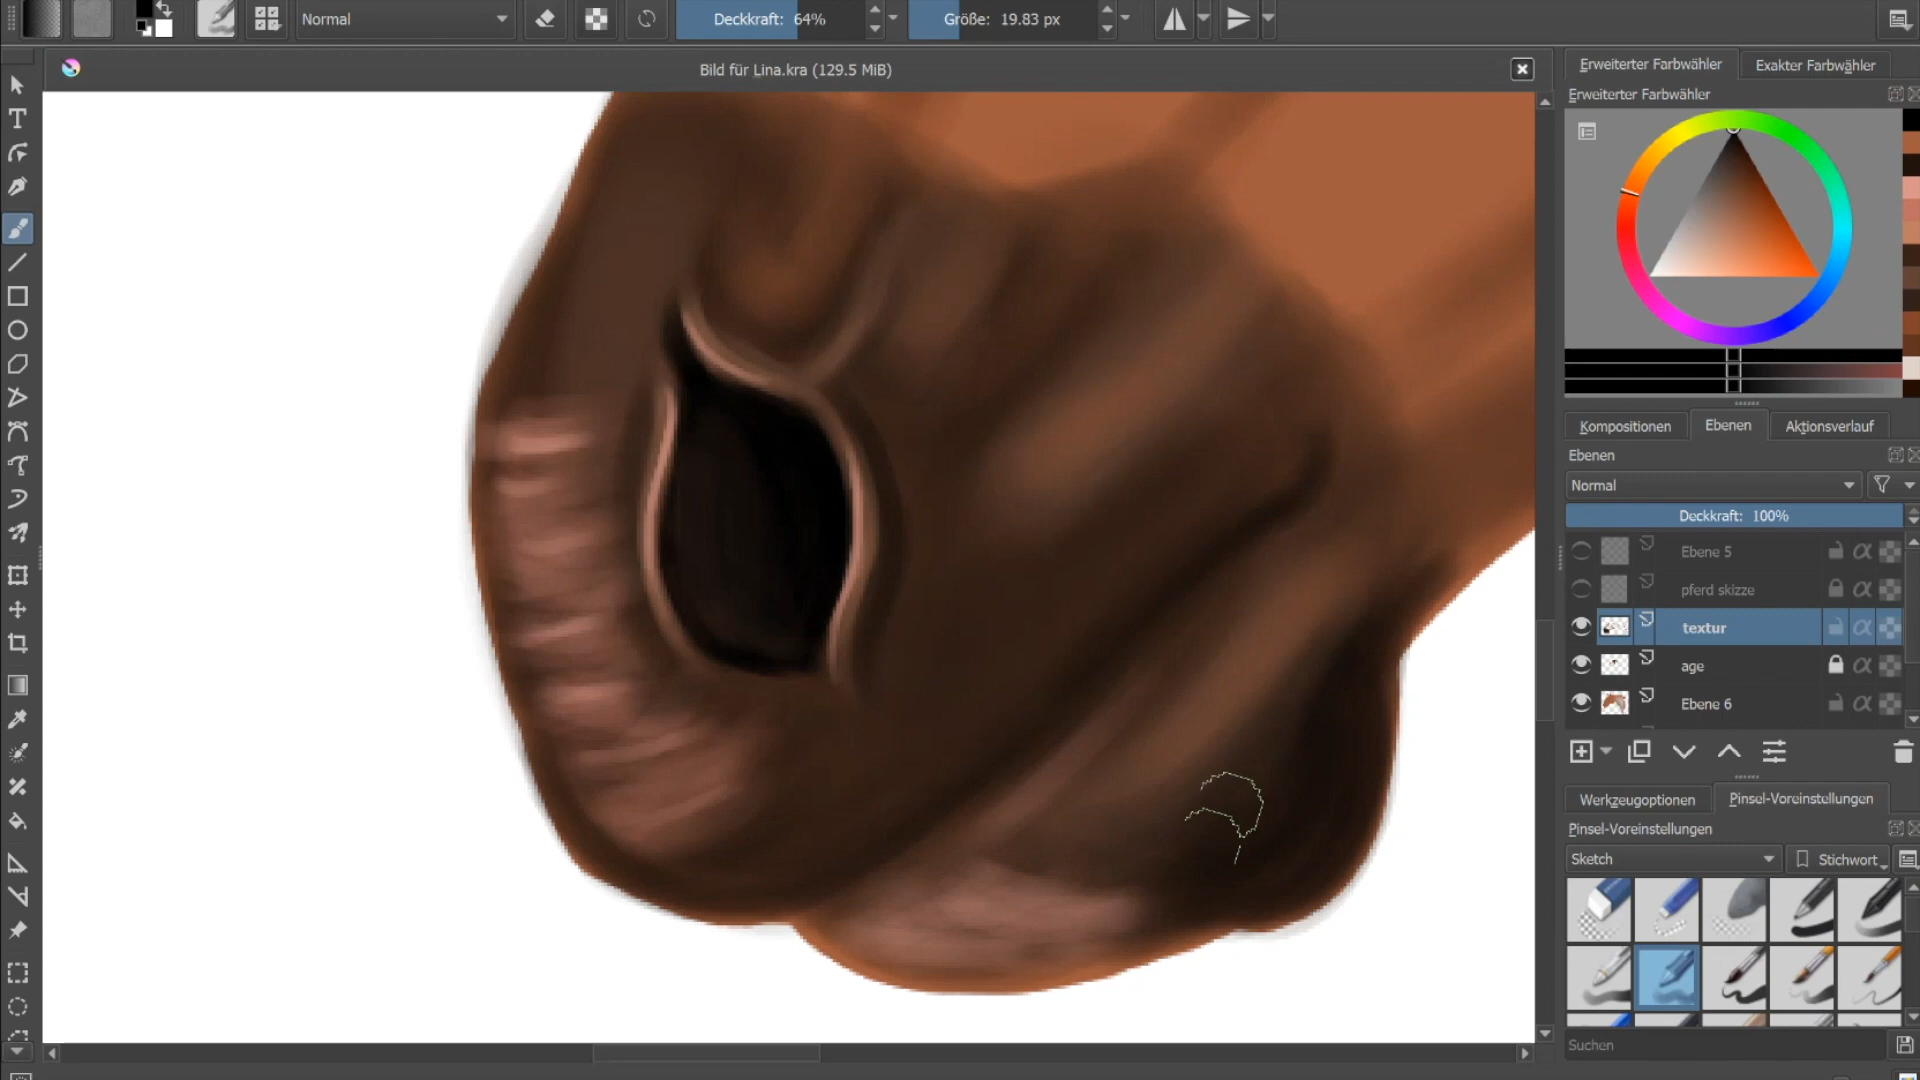 Normal
Deckkraft: 64%
Größe: 19.83 px
Bild für Lina.kra (129.5 MiB)
Erweiterter Farbwähler
Exakter Farbwähler
Erweiterter Farbwähler
Kompositionen
Ebenen
Aktionsverlauf
Ebenen
Normal
Deckkraft: 100%
Ebene 5
pferd skizze
textur
age
Ebene 6
Werkzeugoptionen
Pinsel-Voreinstellungen
Pinsel-Voreinstellungen
Sketch
Stichwort
Suchen